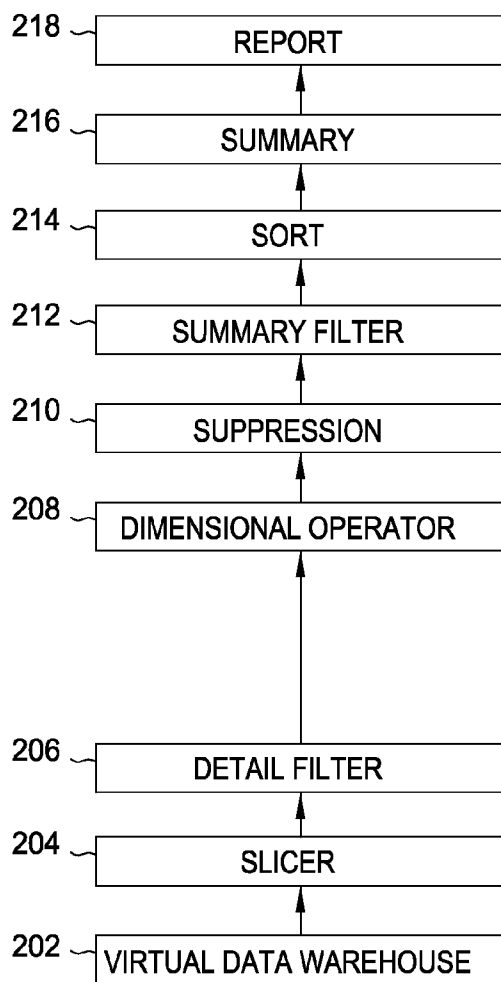 218 REPORT
216 SUMMARY
214 SORT
212 SUMMARY FILTER
210 SUPPRESSION
208 DIMENSIONAL OPERATOR
206 DETAIL FILTER
204 SLICER
202 VIRTUAL DATA WAREHOUSE